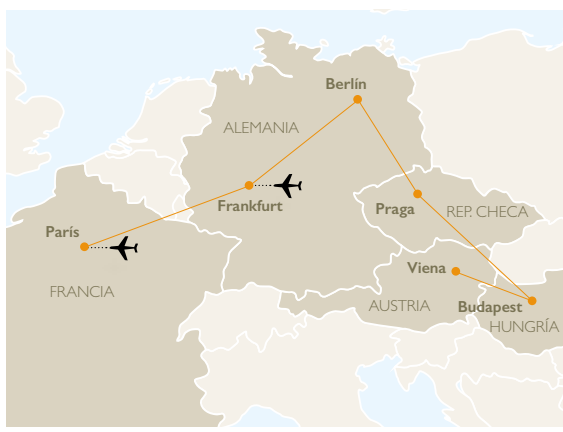 Berlín
ALEMANIA
Frankfurt
Praga
REP. CHECA
París
Viena
FRANCIA
AUSTRIA
Budapest
HUNGRÍA